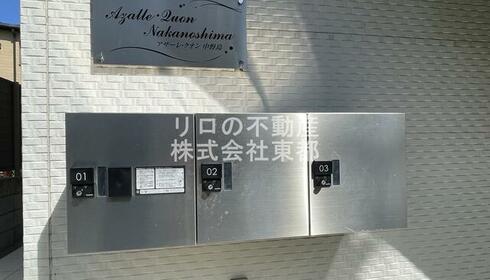 Azalle・Quon
Nakanoshima
アザーレ・クオン 中野島
リロの不動産
株式会社東都
01
02
03